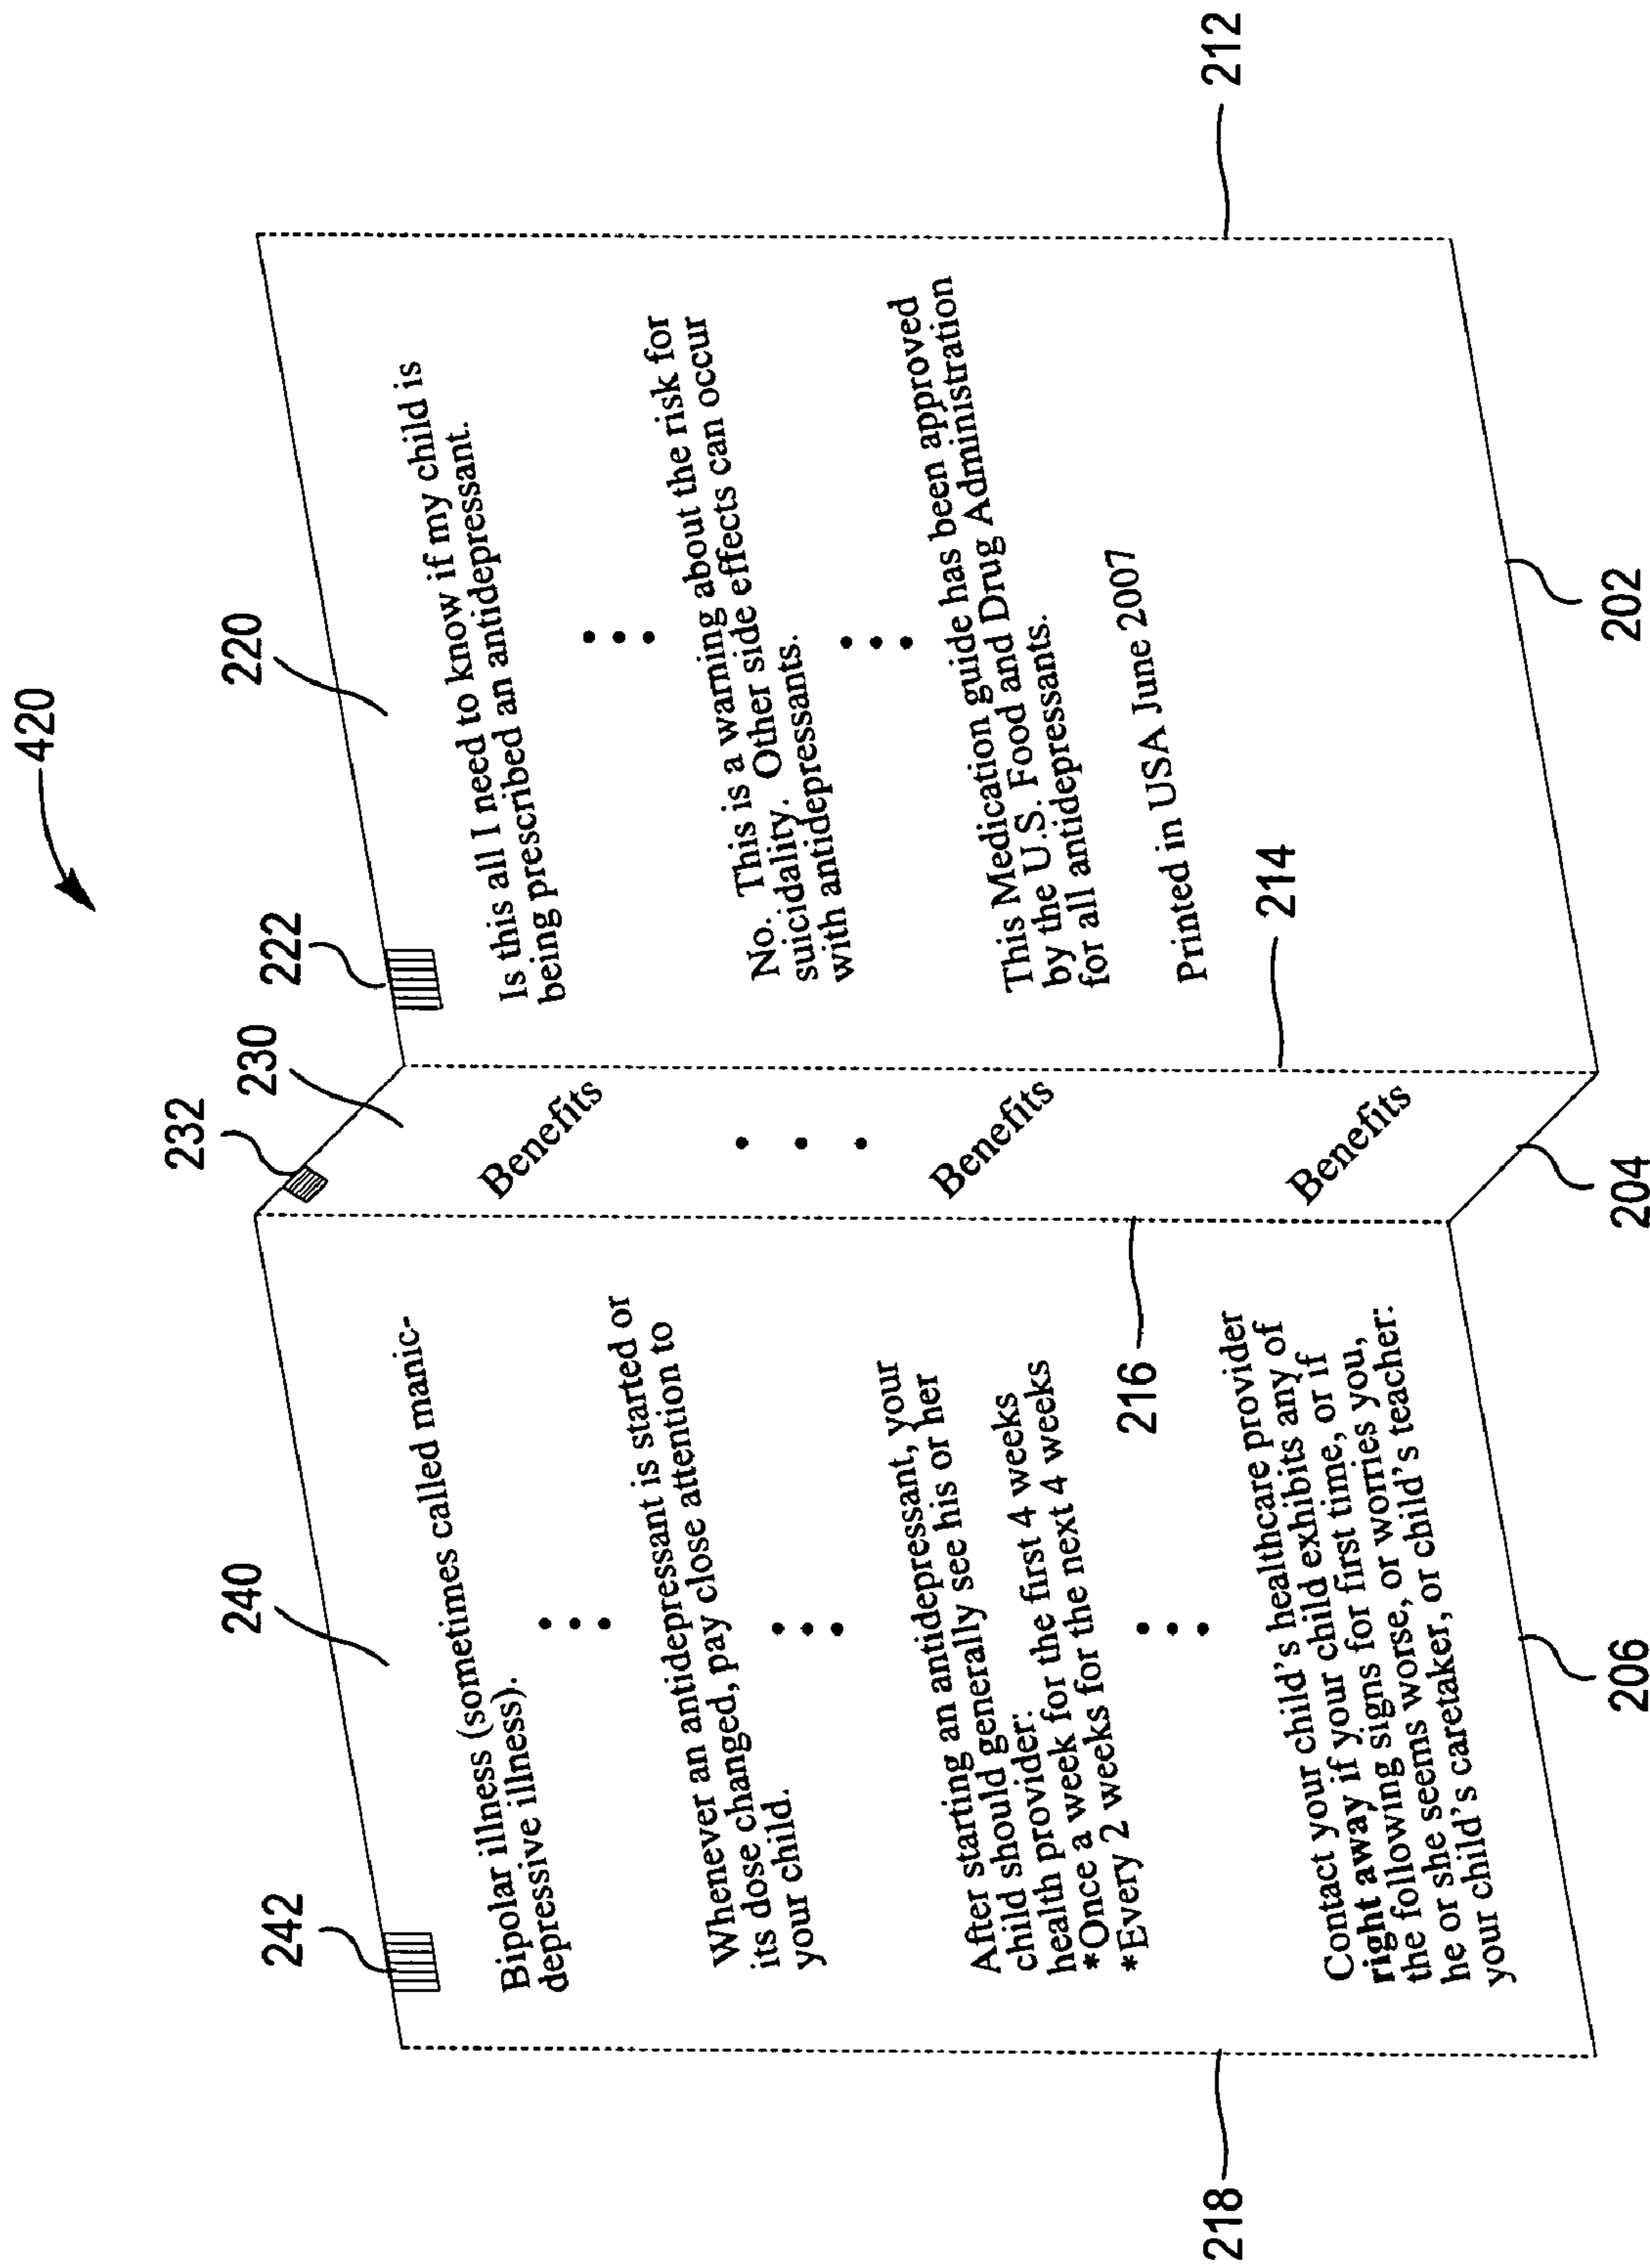 420
242
240
232
230
222
220
Bipolar illness (sometimes called manic-
depressive illness).
Whenever an antidepressant is started or
its dose changed, pay close attention to
your child.
After starting an antidepressant, your
child should generally see his or her
health provider:
*Once a week for the first 4 weeks
*Every 2 weeks for the next 4 weeks
Contact your child's healthcare provider
right away if your child exhibits any of
the following signs for first time, or if
he or she seems worse, or worries you,
your child's caretaker, or child's teacher:
Benefits
Benefits
Benefits
Is this all I need to know if my child is
being prescribed an antidepressant.
No. This is a warning about the risk for
suicidality. Other side effects can occur
with antidepressants.
This Medication guide has been approved
by the U.S. Food and Drug Administration
for all antidepressants.
Printed in USA June 2007
218
216
214
212
206
204
202